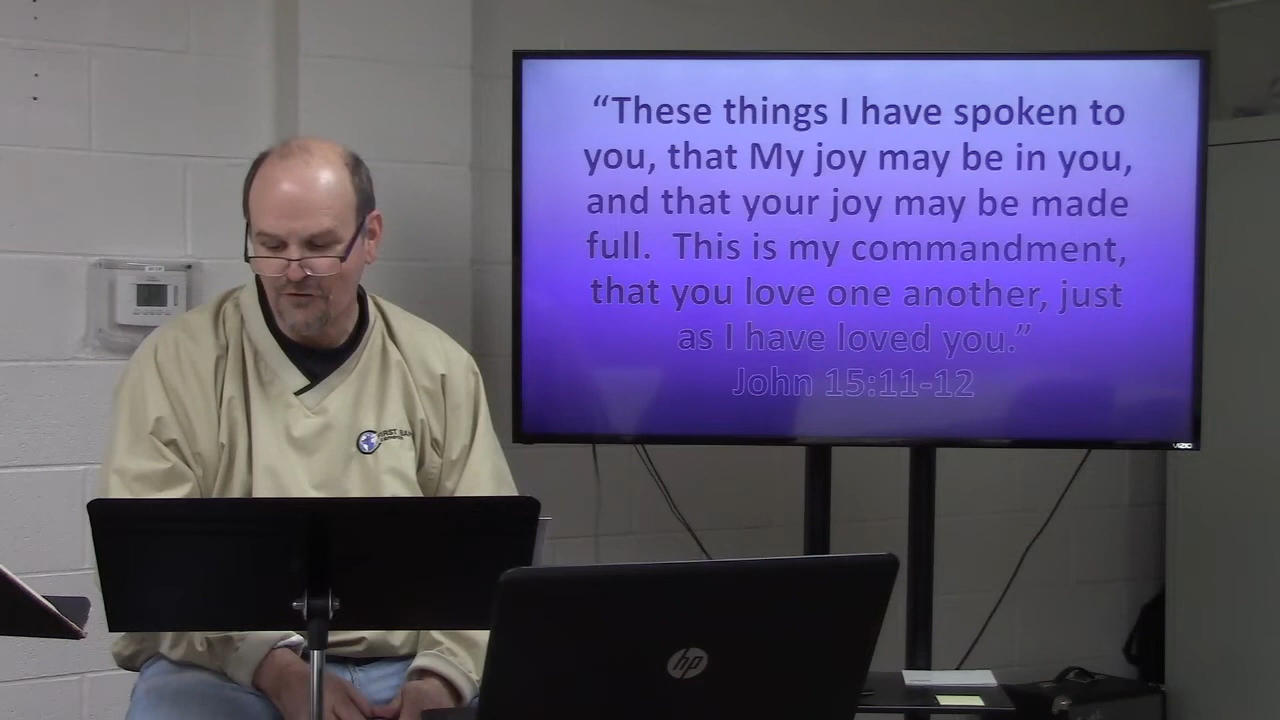 “These things I have spoken to
you, that My joy may be in you,
and that your joy may be made
full.  This is my commandment,
that you love one another, just
as I have loved you.”
John 15:11-12
VIZIO
FIRST
hp